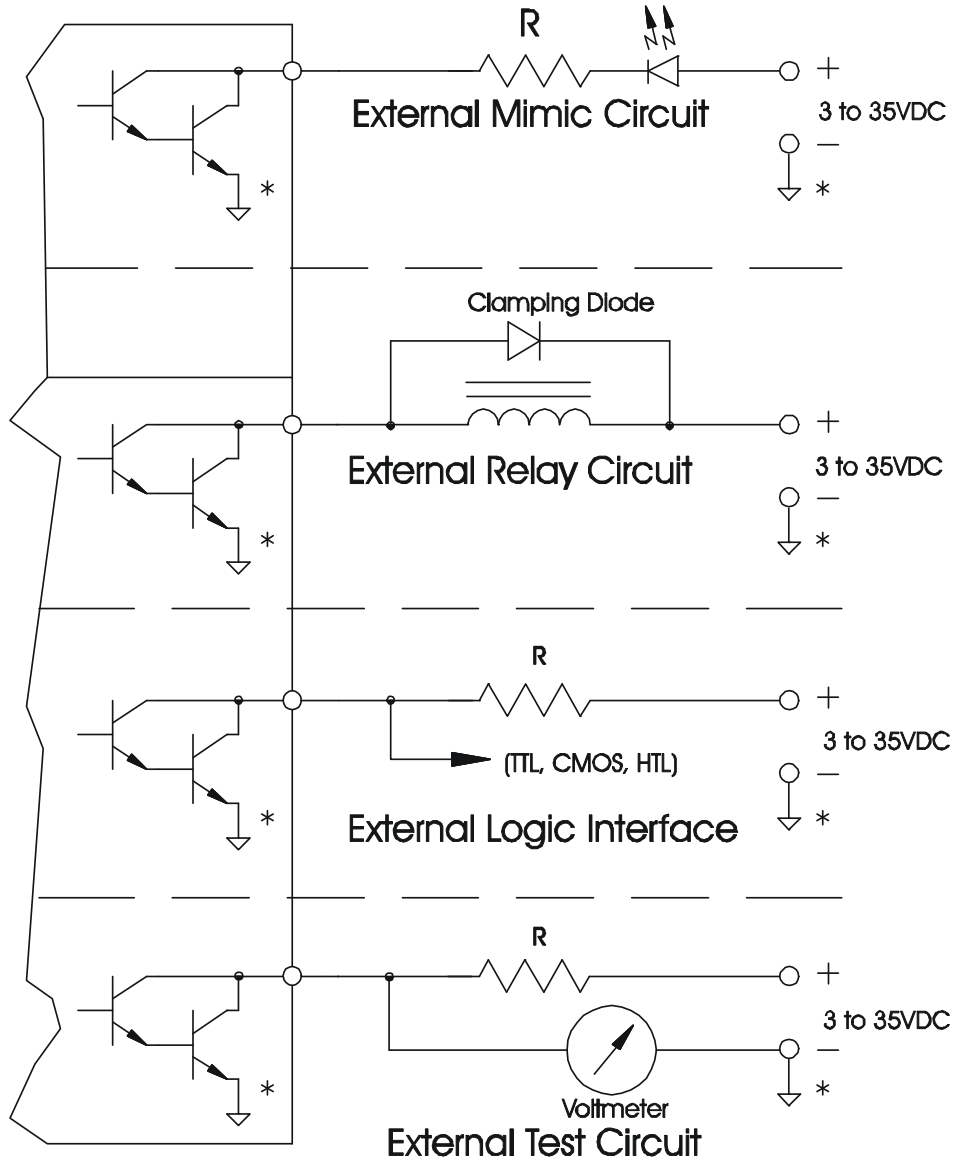 R
+
External Mimic Circuit
3 to 35VDC
−
*
*
Clamping Diode
+
External Relay Circuit
3 to 35VDC
−
*
*
R
+
3 to 35VDC
(TTL, CMOS, HTL)
−
*
*
External Logic Interface
R
+
3 to 35VDC
−
*
*
Voltmeter
External Test Circuit